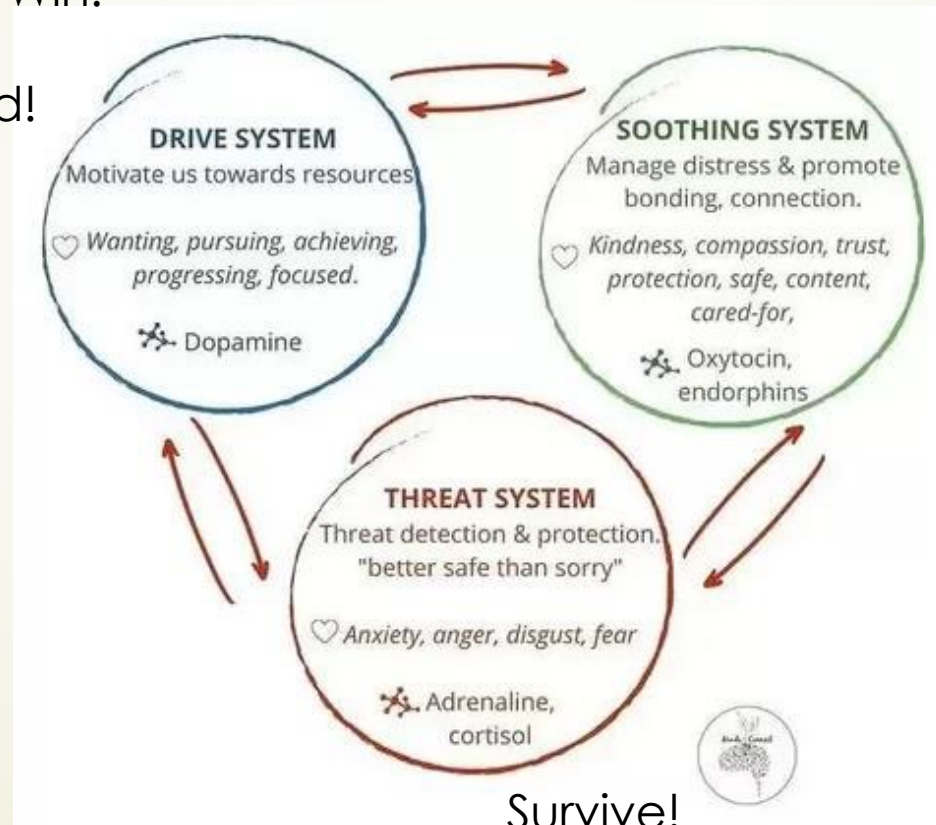 Win!
d!
DRIVE SYSTEM
Motivate us towards resources
Wanting, pursuing, achieving,
progressing, focused.
Dopamine
SOOTHING SYSTEM
Manage distress & promote
bonding, connection.
Kindness, compassion, trust,
protection, safe, content,
cared-for,
Oxytocin,
endorphins
THREAT SYSTEM
Threat detection & protection.
"better safe than sorry"
Anxiety, anger, disgust, fear
Adrenaline,
cortisol
Survive!